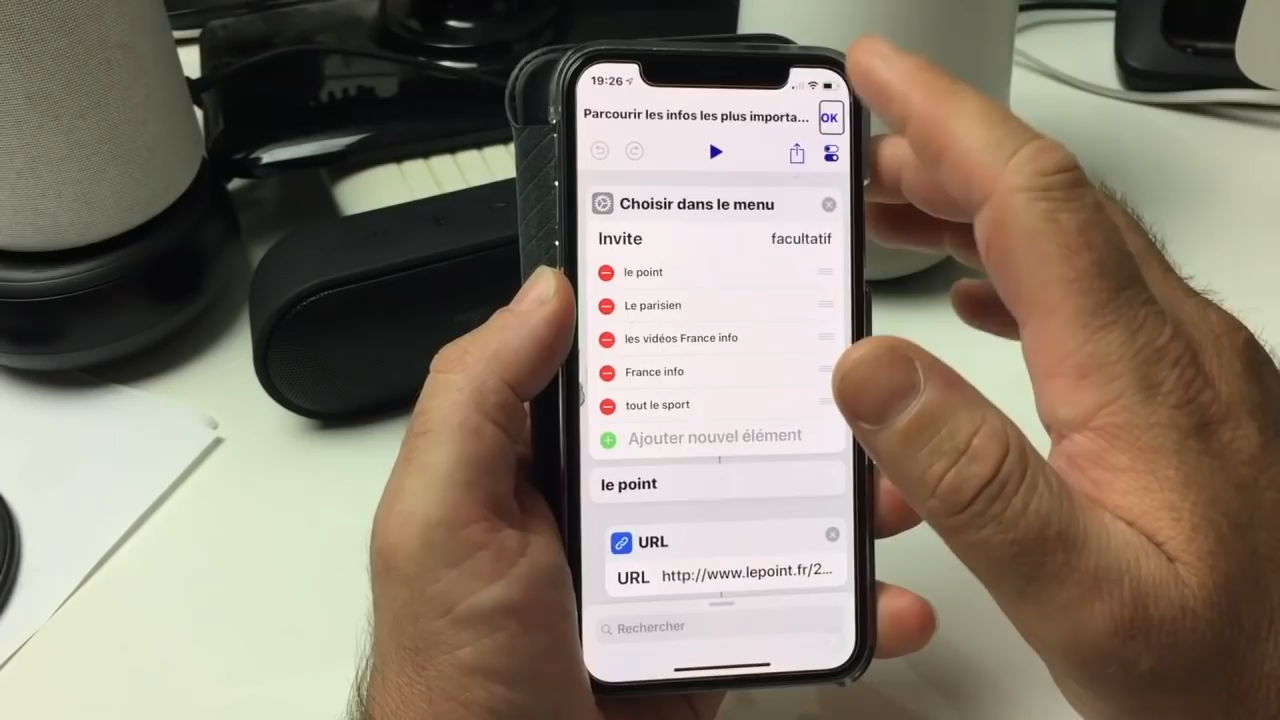 19:26
Parcourir les infos les plus importa... OK
Choisir dans le menu
Invite facultatif
le point
Le parisien
les vidéos France info
France info
tout le sport
Ajouter nouvel élément
le point
URL
URL http://www.lepoint.fr/2...
Rechercher